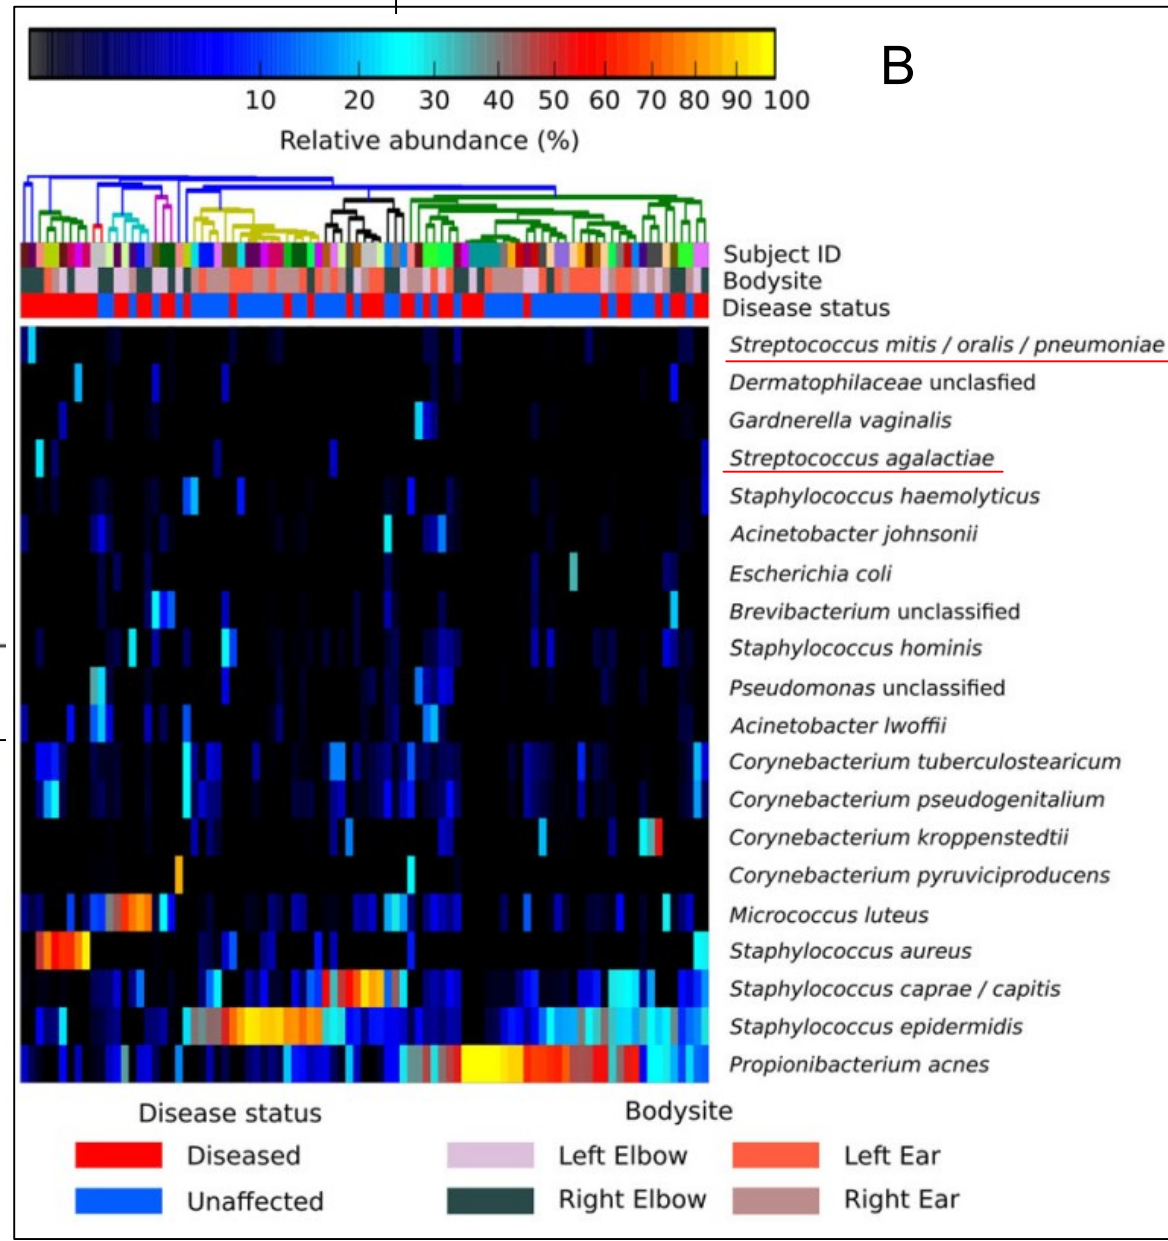 B
10 20 30 40 50 60 70 80 90 100
Relative abundance (%)
Subject ID
Bodysite
Disease status
Streptococcus mitis / oralis / pneumoniae
Dermatophilaceae unclasfied
Gardnerella vaginalis
Streptococcus agalactiae
Staphylococcus haemolyticus
Acinetobacter johnsonii
Escherichia coli
Brevibacterium unclassified
Staphylococcus hominis
Pseudomonas unclassified
Acinetobacter lwoffii
Corynebacterium tuberculostearicum
Corynebacterium pseudogenitalium
Corynebacterium kroppenstedtii
Corynebacterium pyruviciproducens
Micrococcus luteus
Staphylococcus aureus
Staphylococcus caprae / capitis
Staphylococcus epidermidis
Propionibacterium acnes
Disease status Bodysite
Diseased Left Elbow Left Ear
Unaffected Right Elbow Right Ear